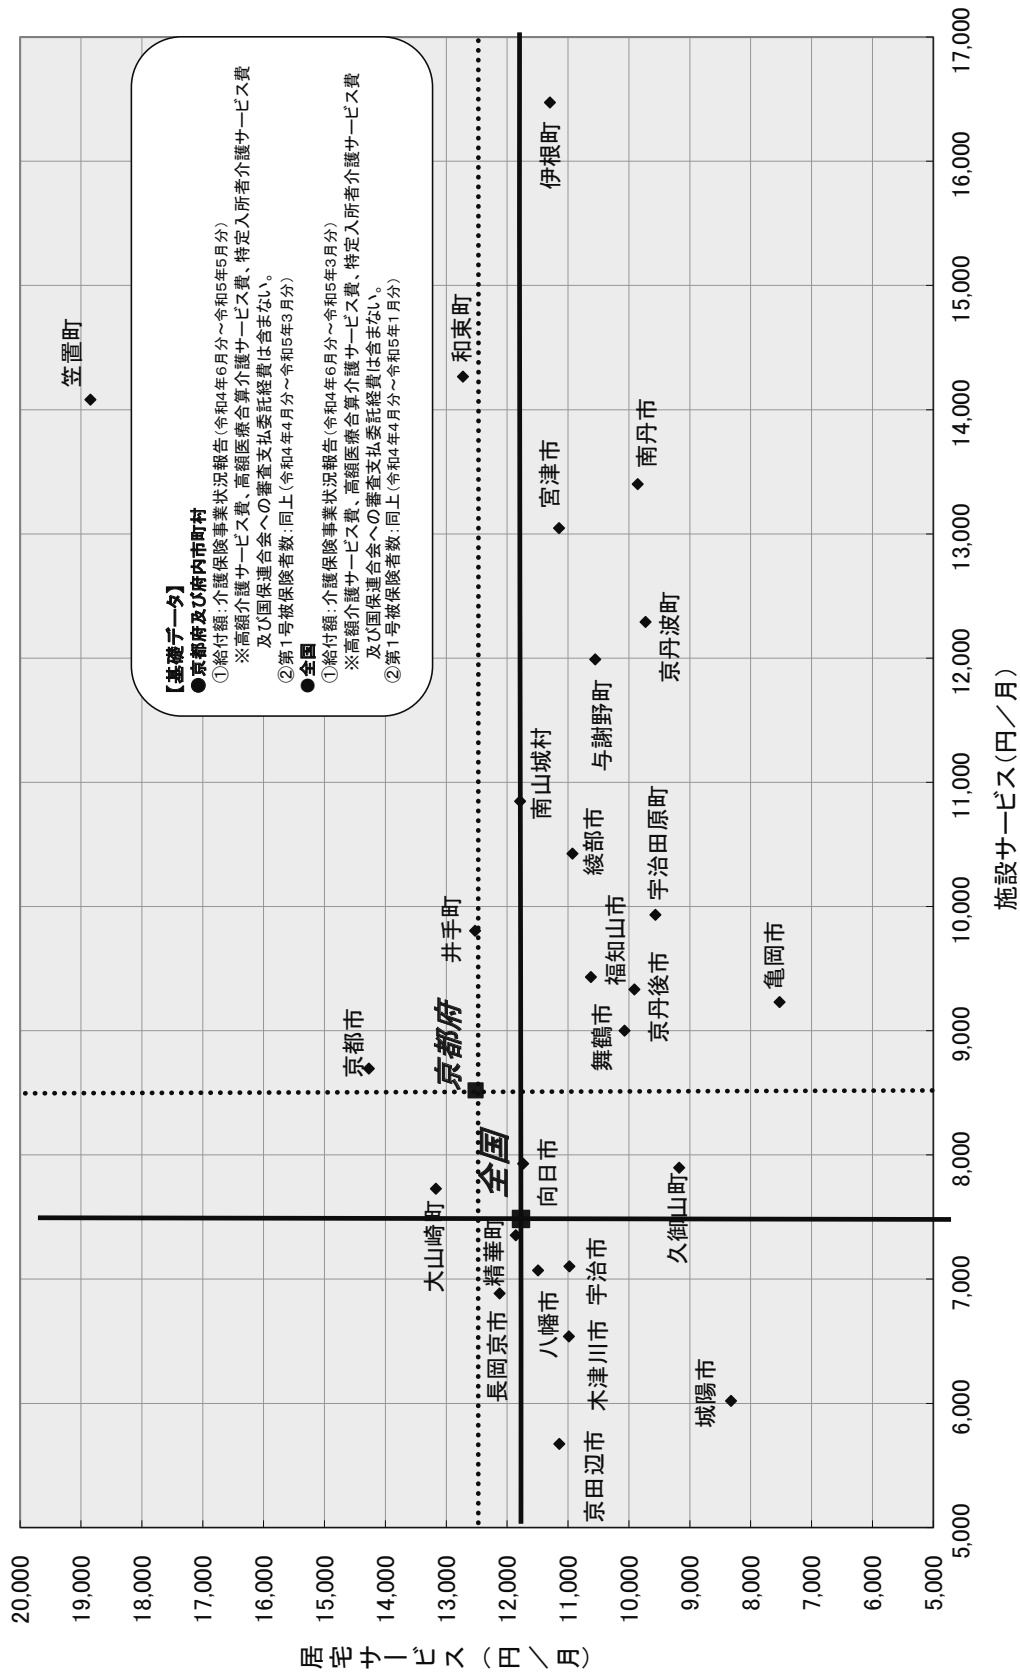 20,000
19,000
18,000
17,000
16,000
15,000
14,000
13,000
12,000
11,000
10,000
9,000
8,000
7,000
6,000
5,000
居宅サービス（円／月）
笠置町
【基礎データ】
●京都府及び府内市町村
①給付額：介護保険事業状況報告（令和4年6月分～令和5年5月分）
※高額介護サービス費、高額医療合算介護サービス費、特定入所者介護サービス費
及び国保連合会への審査支払委託経費は含まない。
②第1号被保険者数：同上（令和4年4月分～令和5年3月分）
●全国
①給付額：介護保険事業状況報告（令和4年6月分～令和5年3月分）
※高額介護サービス費、高額医療合算介護サービス費、特定入所者介護サービス費
及び国保連合会への審査支払委託経費は含まない。
②第1号被保険者数：同上（令和4年4月分～令和5年1月分）
京都市
大山崎町
京都府
井手町
和束町
全国
長岡京市
精華町
向日市
南山城村
宮津市
伊根町
八幡市
京田辺市
木津川市
宇治市
舞鶴市
福知山市
綾部市
与謝野町
南丹市
京丹後市
宇治田原町
京丹波町
久御山町
城陽市
亀岡市
5,000
6,000
7,000
8,000
9,000
10,000
11,000
12,000
13,000
14,000
15,000
16,000
17,000
施設サービス（円／月）